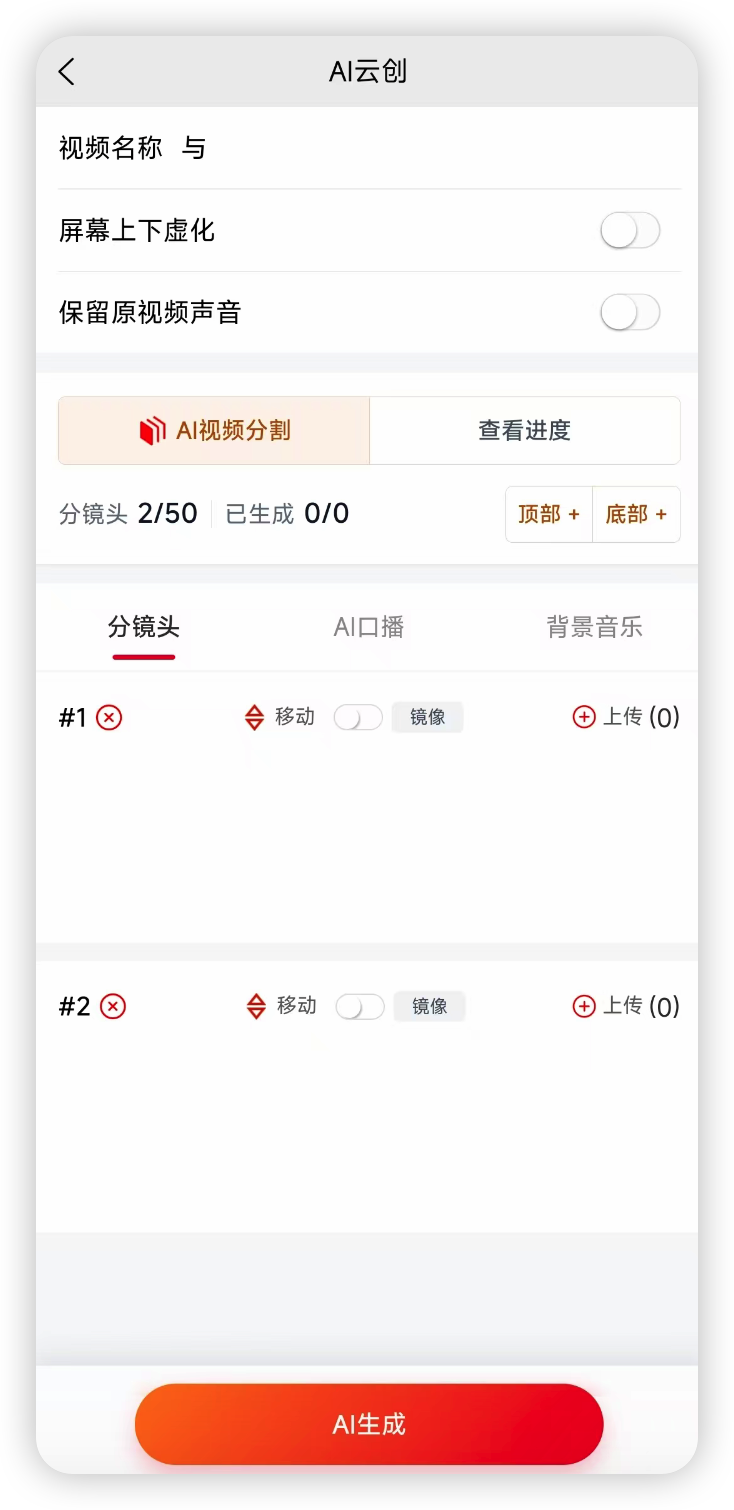 AI云创
视频名称 与
屏幕上下虚化
保留原视频声音
AI视频分割 查看进度
分镜头 2/50 已生成 0/0 顶部 + 底部 +
分镜头 AI口播 背景音乐
#1 移动 镜像 上传 (0)
#2 移动 镜像 上传 (0)
AI生成